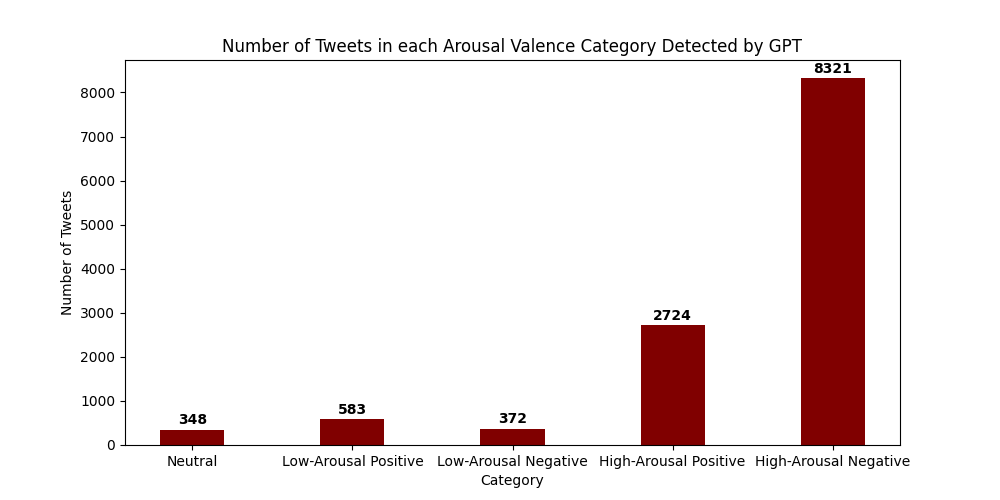 Number of Tweets in each Arousal Valence Category Detected by GPT
8321
8000
7000
6000
5000
4000
3000
2000
1000
0
Number of Tweets
348
583
372
2724
Neutral
Low-Arousal Positive
Low-Arousal Negative
High-Arousal Positive
High-Arousal Negative
Category